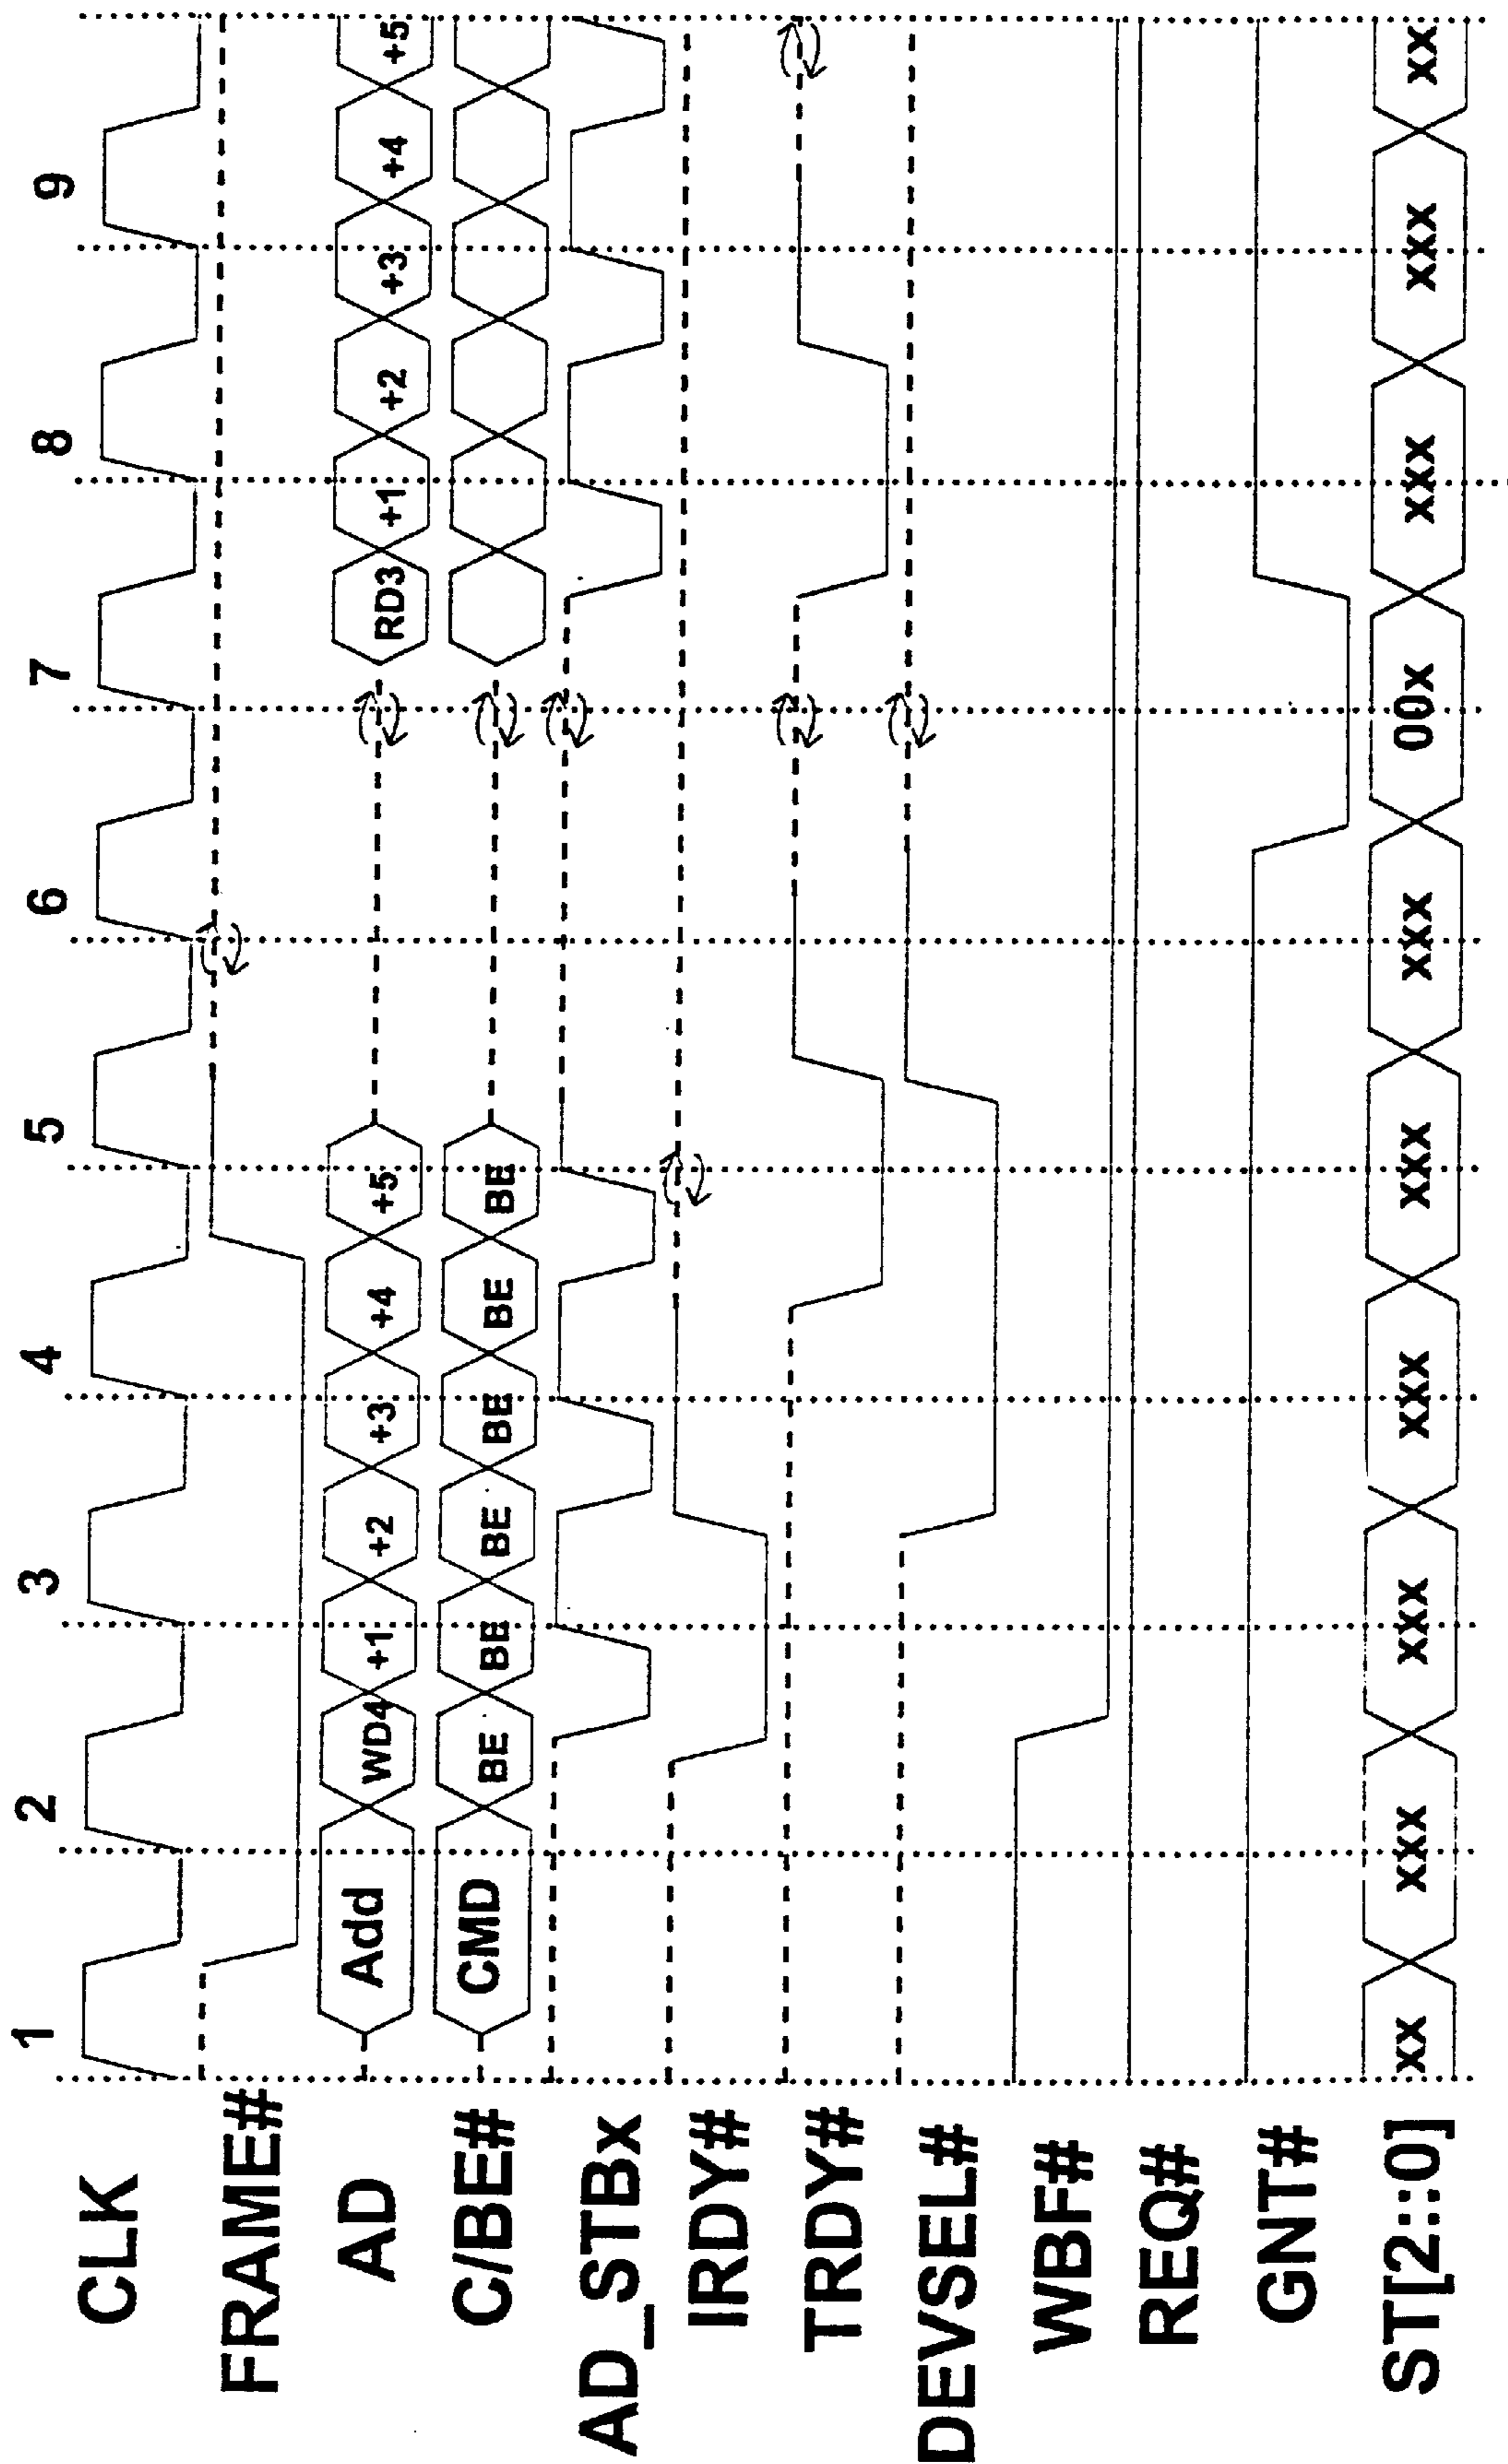 1 2 3 4 5 6 7 8 9
CLK
FRAME#
AD Add WD4 +1 +2 +3 +4 +5 RD3 +1 +2 +3 +4 +5
C/BE# CMD BE BE BE BE BE BE
AD_STBx
IRDY#
TRDY#
DEVSEL#
WBF#
REQ#
GNT#
ST[2::0] xx xxx xxx xxx xxx xxx xxx 00x xxx xxx xx